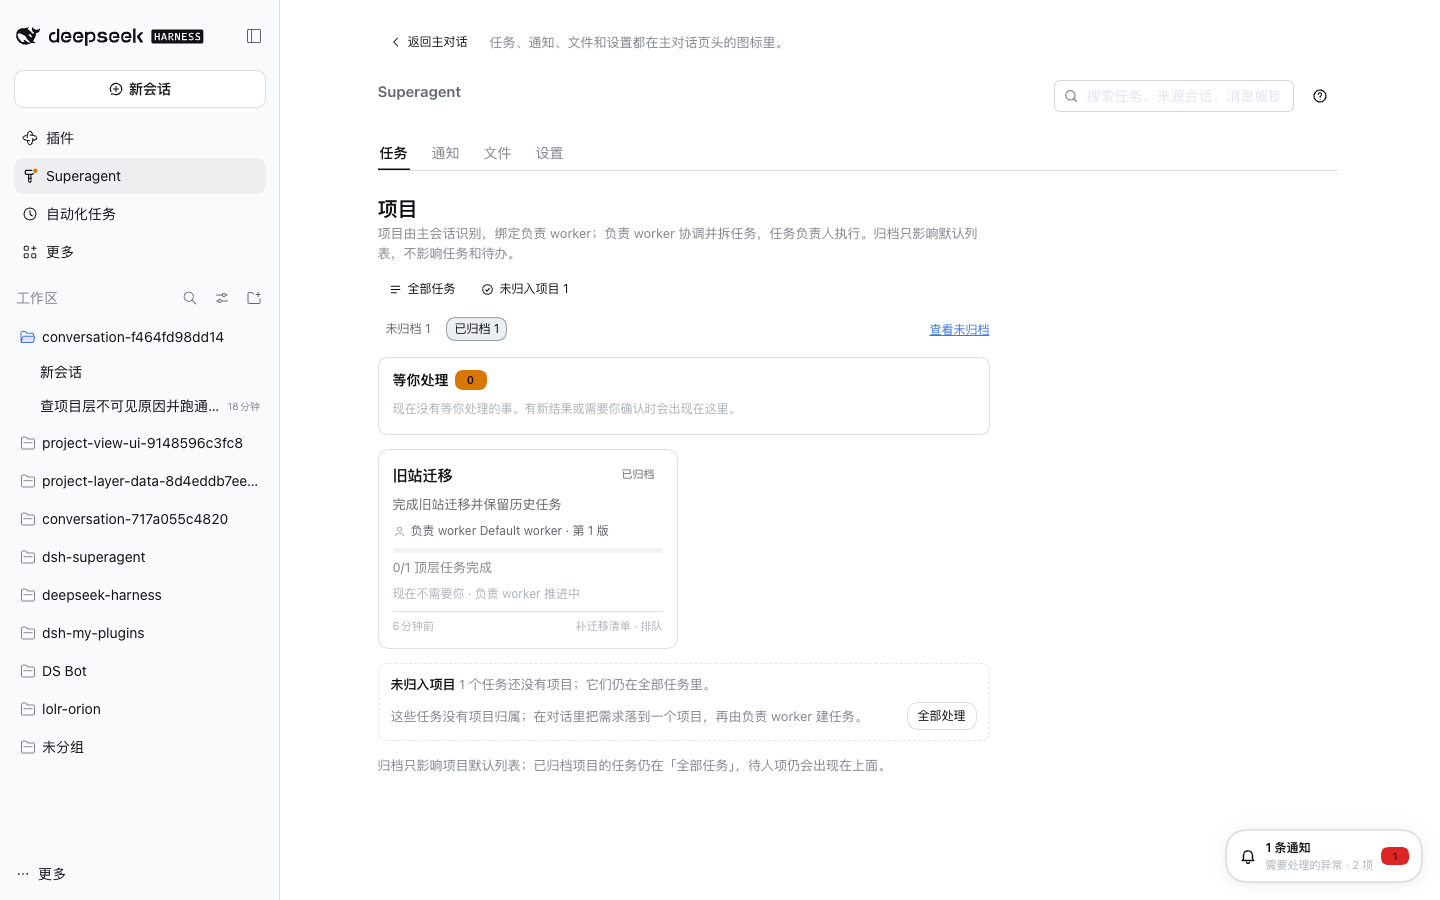 deepseek HARNESS
新会话
插件
Superagent
自动化任务
更多
工作区
conversation-f464fd98dd14
新会话
查项目层不可见原因并跑通... 18 分钟
project-view-ui-9148596c3fc8
project-layer-data-8d4eddb7ee...
conversation-717a055c4820
dsh-superagent
deepseek-harness
dsh-my-plugins
DS Bot
lolr-orion
未分组
更多
返回主对话 任务、通知、文件和设置都在主对话页头的图标里。
Superagent
搜索任务、来源会话、消息或链
任务 通知 文件 设置
项目
项目由主会话识别，绑定负责 worker；负责 worker 协调并拆任务，任务负责人执行。归档只影响默认列
表，不影响任务和待办。
全部任务 未归入项目 1
未归档 1 已归档 1 查看未归档
等你处理 0
现在没有等你处理的事。有新结果或需要你确认时会出现在这里。
旧站迁移 已归档
完成旧站迁移并保留历史任务
负责 worker Default worker · 第 1 版
0/1 顶层任务完成
现在不需要你 · 负责 worker 推进中
6 分钟前 补迁移清单 · 排队
未归入项目 1 个任务还没有项目；它们仍在全部任务里。
这些任务没有项目归属；在对话里把需求落到一个项目，再由负责 worker 建任务。 全部处理
归档只影响项目默认列表；已归档项目的任务仍在「全部任务」，待人项仍会出现在上面。
1 条通知
需要处理的异常 · 2 项 1